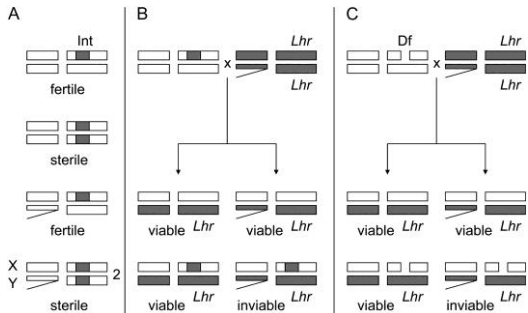 A
Int
fertile
sterile
fertile
X
Y
2
sterile
B
Lhr
x
Lhr
viable Lhr viable Lhr
viable Lhr inviable Lhr
C
Df
Lhr
x
Lhr
viable Lhr viable Lhr
viable Lhr inviable Lhr